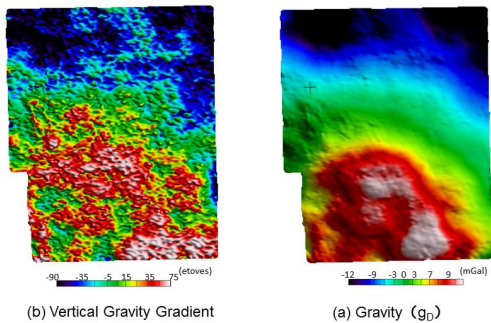 -90 -35 -15 5 15 35 75 (etoves)
-12 -9 -3 0 3 7 9 (mGal)
(b) Vertical Gravity Gradient
(a) Gravity (gD)